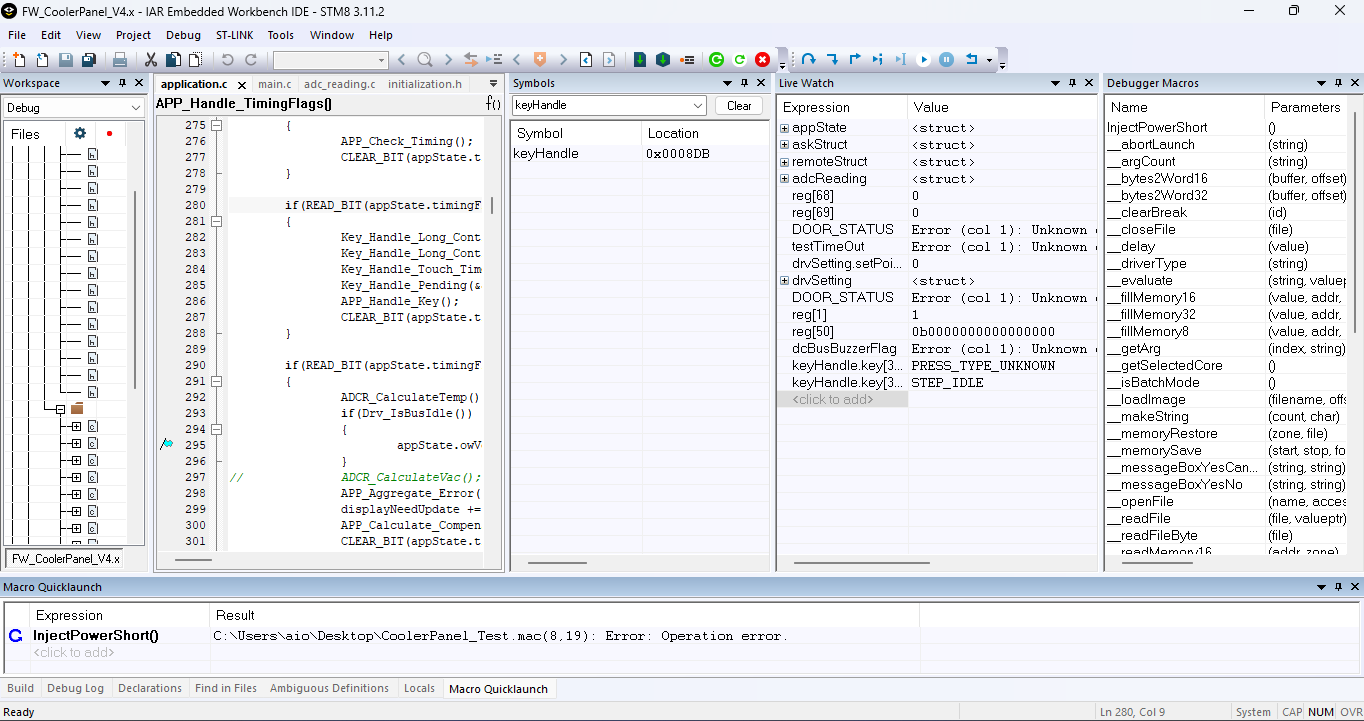 FW_CoolerPanel_V4.x - IAR Embedded Workbench IDE - STM8 3.11.2
File Edit View Project Debug ST-LINK Tools Window Help
Workspace
Debug
Files
FW_CoolerPanel_V4.x
application.c main.c adc_reading.c initialization.h
APP_Handle_TimingFlags() f()
275 {
276 APP_Check_Timing();
277 CLEAR_BIT(appState.t
278 }
279
280 if(READ_BIT(appState.timingF
281 {
282 Key_Handle_Long_Cont
283 Key_Handle_Long_Cont
284 Key_Handle_Touch_Tim
285 Key_Handle_Pending(&
286 APP_Handle_Key();
287 CLEAR_BIT(appState.t
288 }
289
290 if(READ_BIT(appState.timingF
291 {
292 ADCR_CalculateTemp()
293 if(Drv_IsBusIdle())
294 {
295 appState.owV
296 }
297 // ADCR_CalculateVac();
298 APP_Aggregate_Error(
299 displayNeedUpdate +=
300 APP_Calculate_Compen
301 CLEAR_BIT(appState.t
Symbols
keyHandle Clear
Symbol Location
keyHandle 0x0008DB
Live Watch
Expression Value
appState <struct>
askStruct <struct>
remoteStruct <struct>
adcReading <struct>
reg[68] 0
reg[69] 0
DOOR_STATUS Error (col 1): Unknown
testTimeOut Error (col 1): Unknown
drvSetting.setPoi... 0
drvSetting <struct>
DOOR_STATUS Error (col 1): Unknown
reg[1] 1
reg[50] 0b0000000000000000
dcBusBuzzerFlag Error (col 1): Unknown
keyHandle.key[3... PRESS_TYPE_UNKNOWN
keyHandle.key[3... STEP_IDLE
<click to add>
Debugger Macros
Name Parameters
InjectPowerShort ()
__abortLaunch (string)
__argCount (string)
__bytes2Word16 (buffer, offset)
__bytes2Word32 (buffer, offset)
__clearBreak (id)
__closeFile (file)
__delay (value)
__driverType (string)
__evaluate (string, valuep
__fillMemory16 (value, addr,
__fillMemory32 (value, addr,
__fillMemory8 (value, addr,
__getArg (index, string)
__getSelectedCore ()
__isBatchMode ()
__loadImage (filename, offs
__makeString (count, char)
__memoryRestore (zone, file)
__memorySave (start, stop, fo
__messageBoxYesCan... (string, string)
__messageBoxYesNo (string, string)
__openFile (name, acces
__readFile (file, valueptr)
__readFileByte (file)
__readMemory16 (addr, zone)
Macro Quicklaunch
Expression Result
InjectPowerShort() C:\Users\aio\Desktop\CoolerPanel_Test.mac(8,19): Error: Operation error.
<click to add>
Build Debug Log Declarations Find in Files Ambiguous Definitions Locals Macro Quicklaunch
Ready Ln 280, Col 9 System CAP NUM OVR